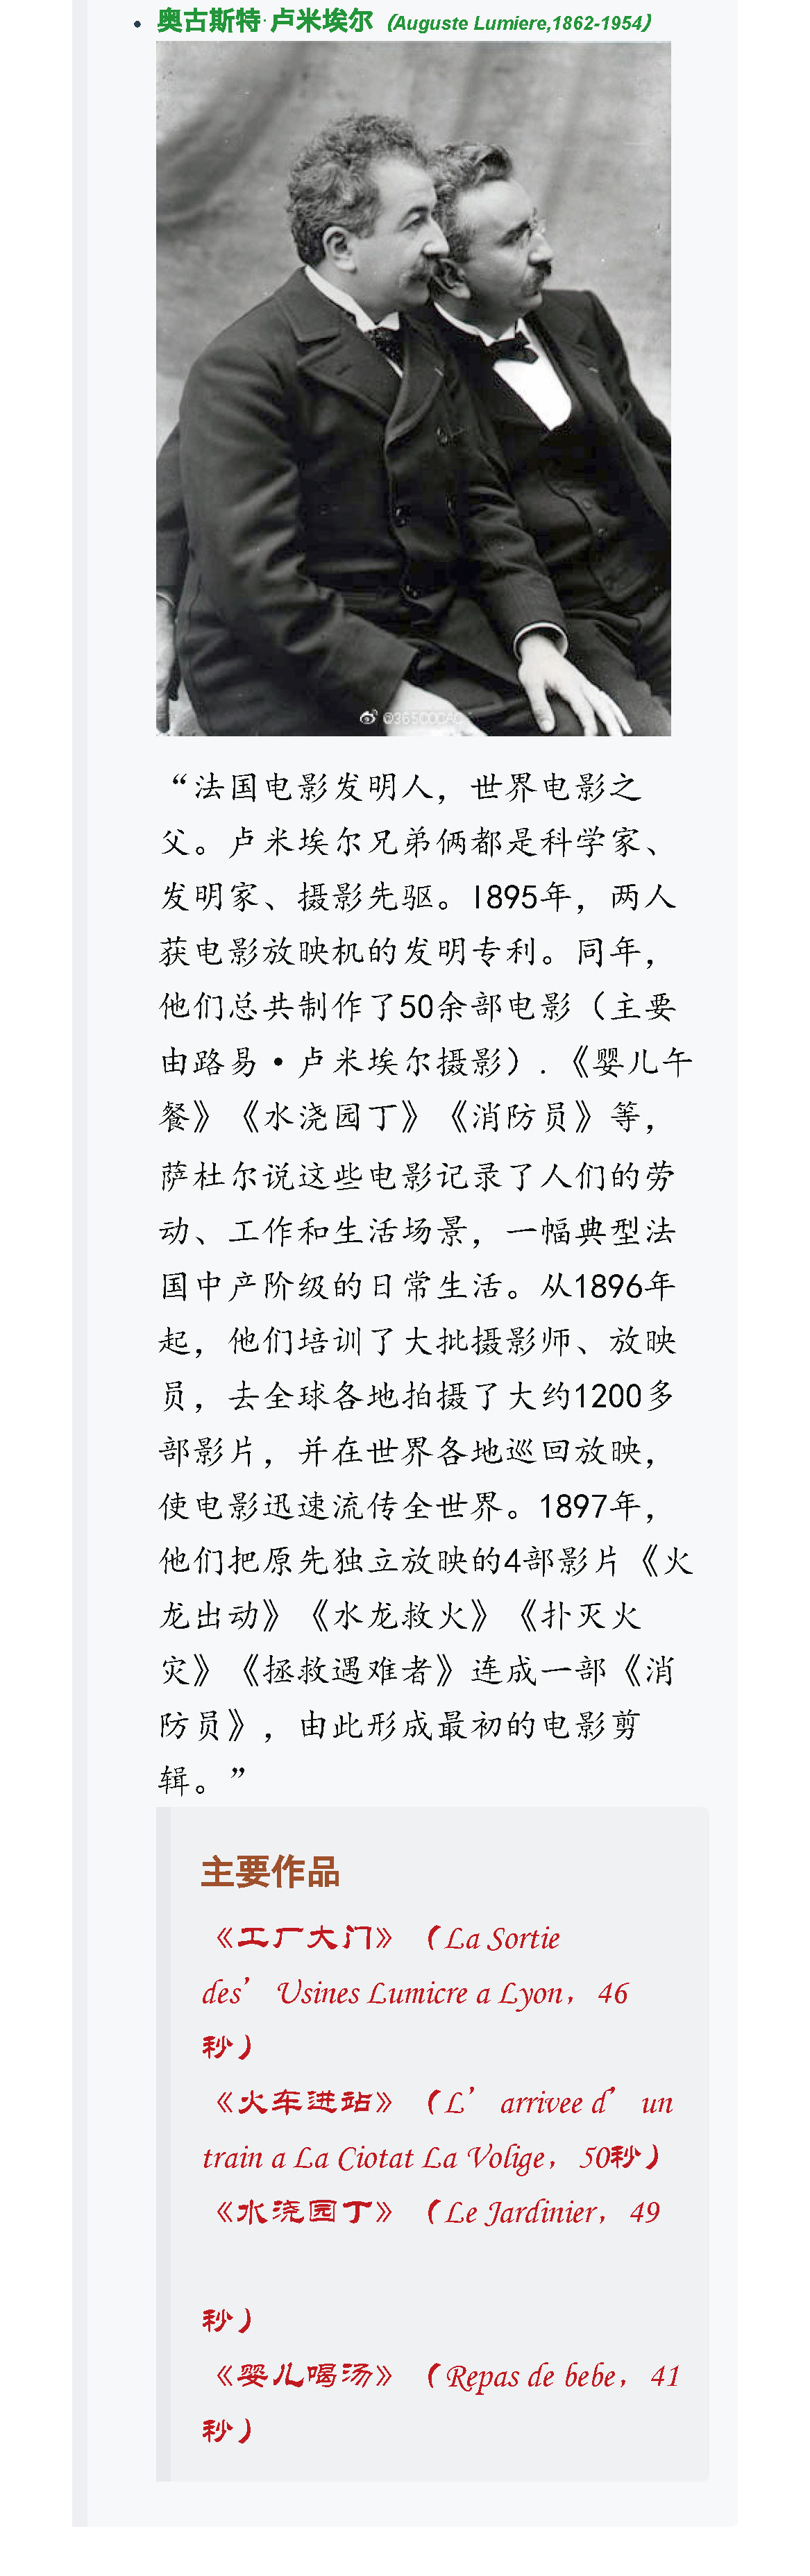 奥古斯特·卢米埃尔 (Auguste Lumiere,1862-1954)
@365COCAO
“法国电影发明人，世界电影之
父。卢米埃尔兄弟俩都是科学家、
发明家、摄影先驱。1895年，两人
获电影放映机的发明专利。同年，
他们总共制作了50余部电影（主要
由路易·卢米埃尔摄影）.《婴儿午
餐》《水浇园丁》《消防员》等，
萨杜尔说这些电影记录了人们的劳
动、工作和生活场景，一幅典型法
国中产阶级的日常生活。从1896年
起，他们培训了大批摄影师、放映
员，去全球各地拍摄了大约1200多
部影片，并在世界各地巡回放映，
使电影迅速流传全世界。1897年，
他们把原先独立放映的4部影片《火
龙出动》《水龙救火》《扑灭火
灾》《拯救遇难者》连成一部《消
防员》，由此形成最初的电影剪
辑。”
主要作品
《工厂大门》（La Sortie
des’Usines Lumicre a Lyon，46
秒）
《火车进站》（L’arrivee d’un
train a La Ciotat La Volige，50秒）
《水浇园丁》（Le Jardinier，49
秒）
《婴儿喝汤》（Repas de bebe，41
秒）